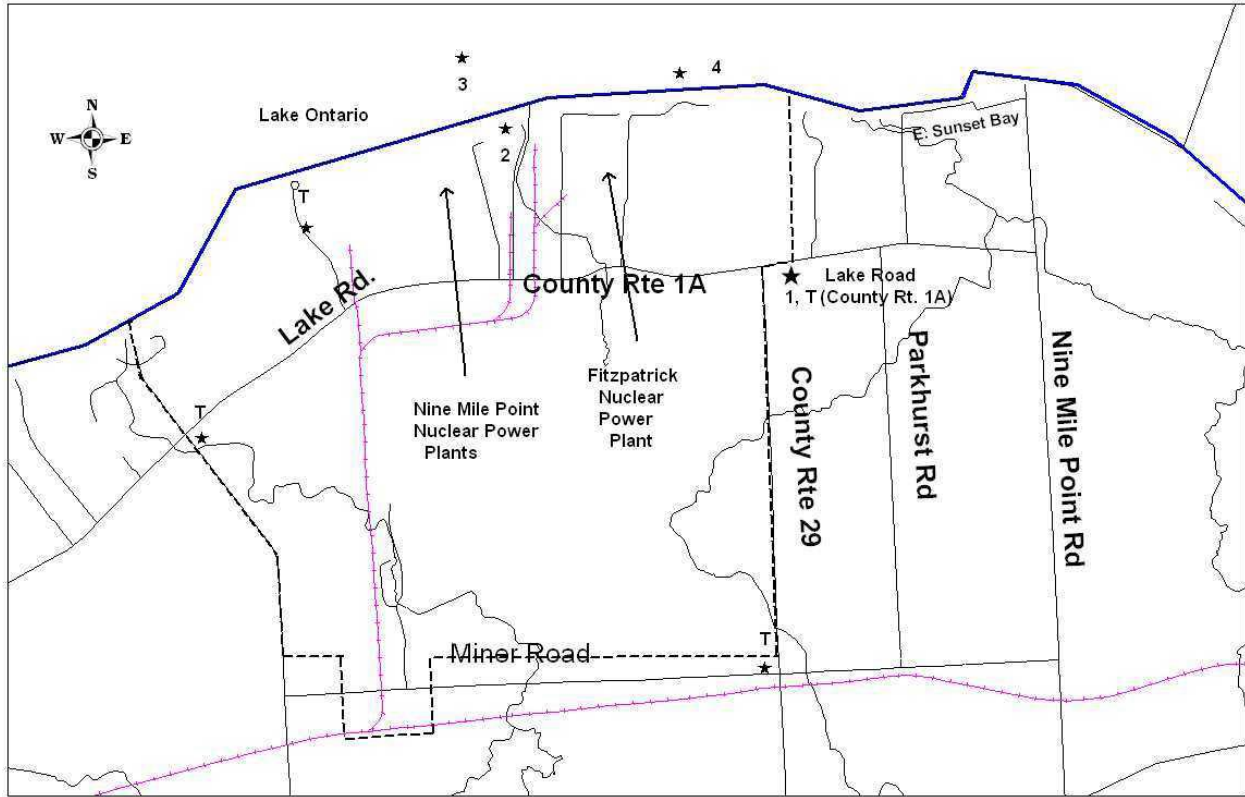 3
4
Lake Ontario
N
W E
S
2
E. Sunset Bay
T
Lake Rd.
County Rte 1A
Lake Road
1, T (County Rt. 1A)
Fitzpatrick
Nuclear
Power
Plant
Nine Mile Point
Nuclear Power
Plants
County Rte 29
Parkhurst Rd
Nine Mile Point Rd
T
T
Miner Road